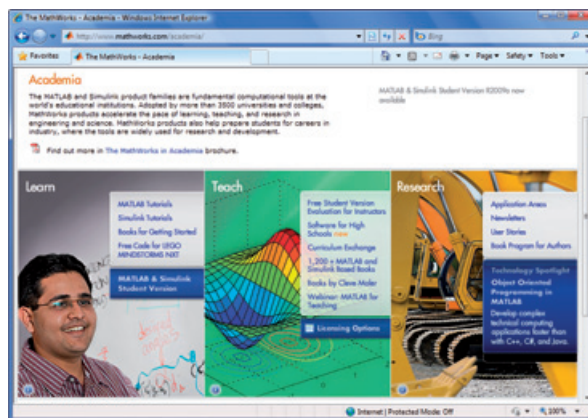 The MathWorks - Academia - Windows Internet Explorer
http://www.mathworks.com/academia/
Bing
Favorites
The MathWorks - Academia
Page
Safety
Tools
Academia
The MATLAB and Simulink product families are fundamental computational tools at the
world's educational institutions. Adopted by more than 3500 universities and colleges,
MathWorks products accelerate the pace of learning, teaching, and research in
engineering and science. MathWorks products also help prepare students for careers in
industry, where the tools are widely used for research and development.
MATLAB & Simulink Student Version R2009a now
available
Find out more in The MathWorks in Academia brochure.
Learn
MATLAB Tutorials
Simulink Tutorials
Books for Getting Started
Free Code for LEGO
MINDSTORMS NXT
MATLAB & Simulink
Student Version
Teach
Free Student Version
Evaluation for Instructors
Software for High
Schools new
Curriculum Exchange
1,200 + MATLAB and
Simulink Based Books
Books by Cleve Moler
Webinar: MATLAB for
Teaching
Licensing Options
Research
Application Areas
Newsletters
User Stories
Book Program for Authors
Technology Spotlight
Object Oriented
Programming in
MATLAB
Develop complex
technical computing
applications faster than
with C++, C#, and Java.
Internet | Protected Mode: Off
100%